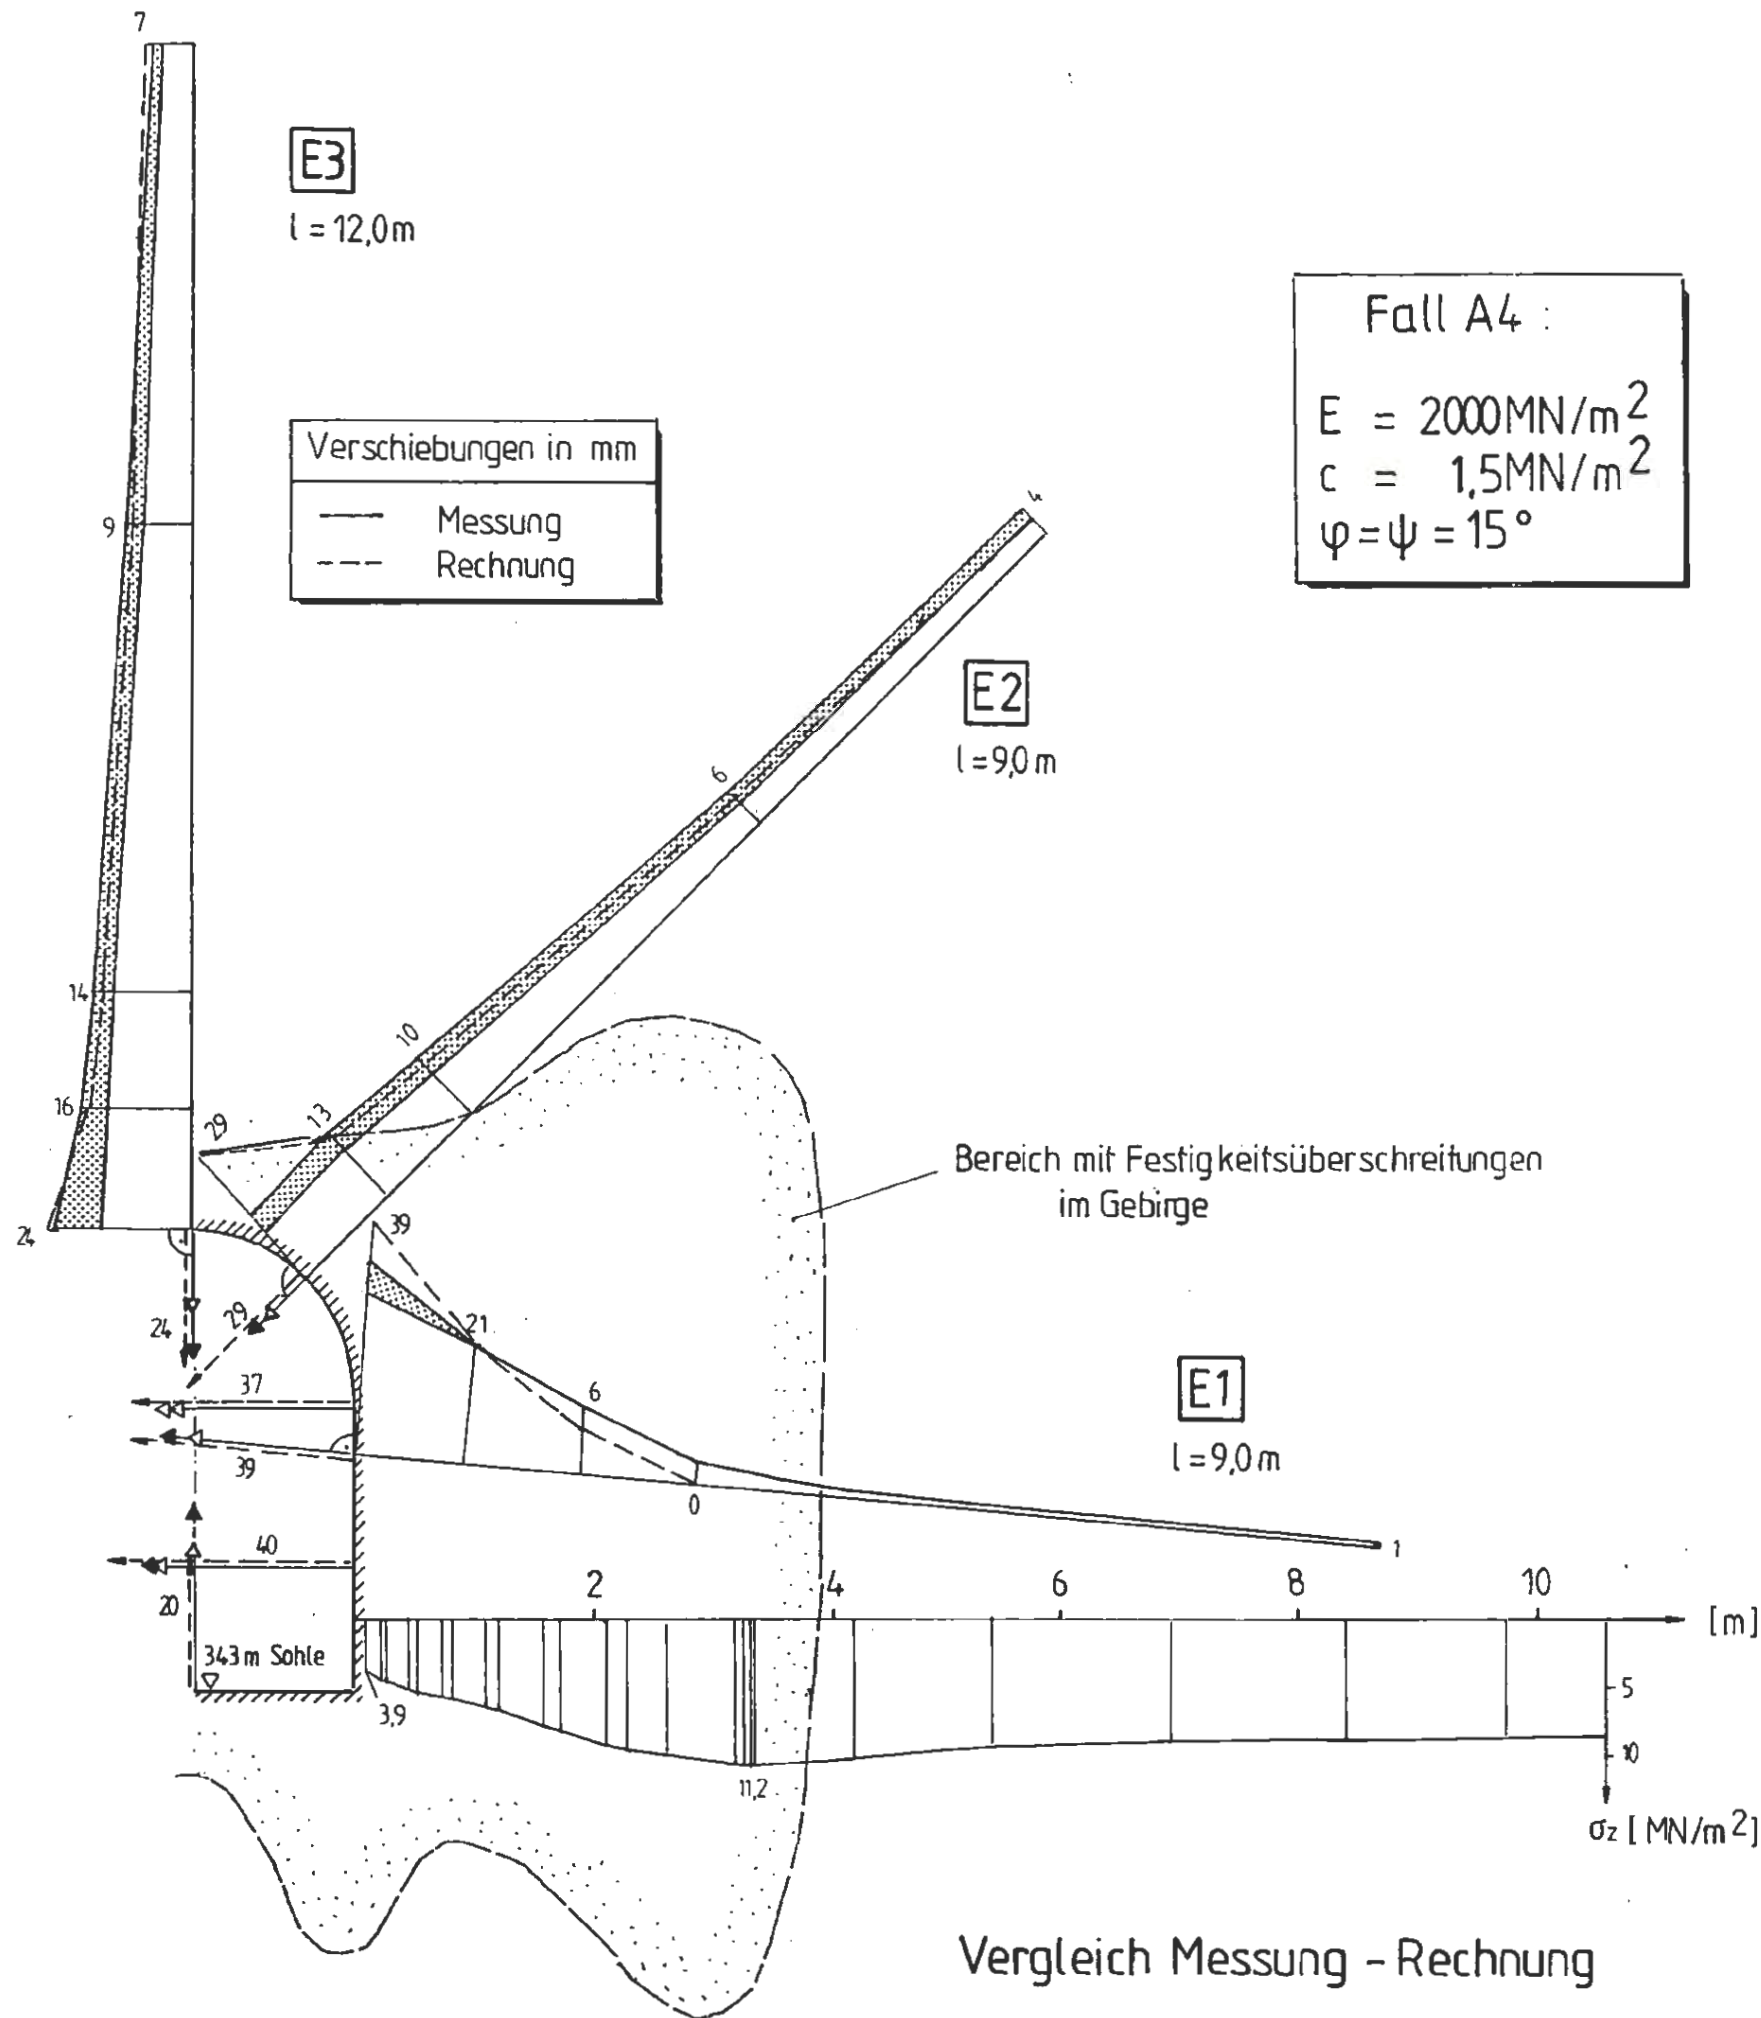 7
E3
l = 12,0m
Fall A4 :
E = 2000MN/m²
c = 1,5MN/m²
φ = ψ = 15°
Verschiebungen in mm
Messung
Rechnung
4
9
E2
l = 9,0m
6
14
10
16
13
29
Bereich mit Festigkeitsüberschreitungen
im Gebirge
24
39
29
24
21
37
6
E1
l = 9,0m
39
0
1
40
20
2 4 6 8 10
[m]
343m Sohle
3,9
5
10
11,2
σz [MN/m²]
Vergleich Messung – Rechnung